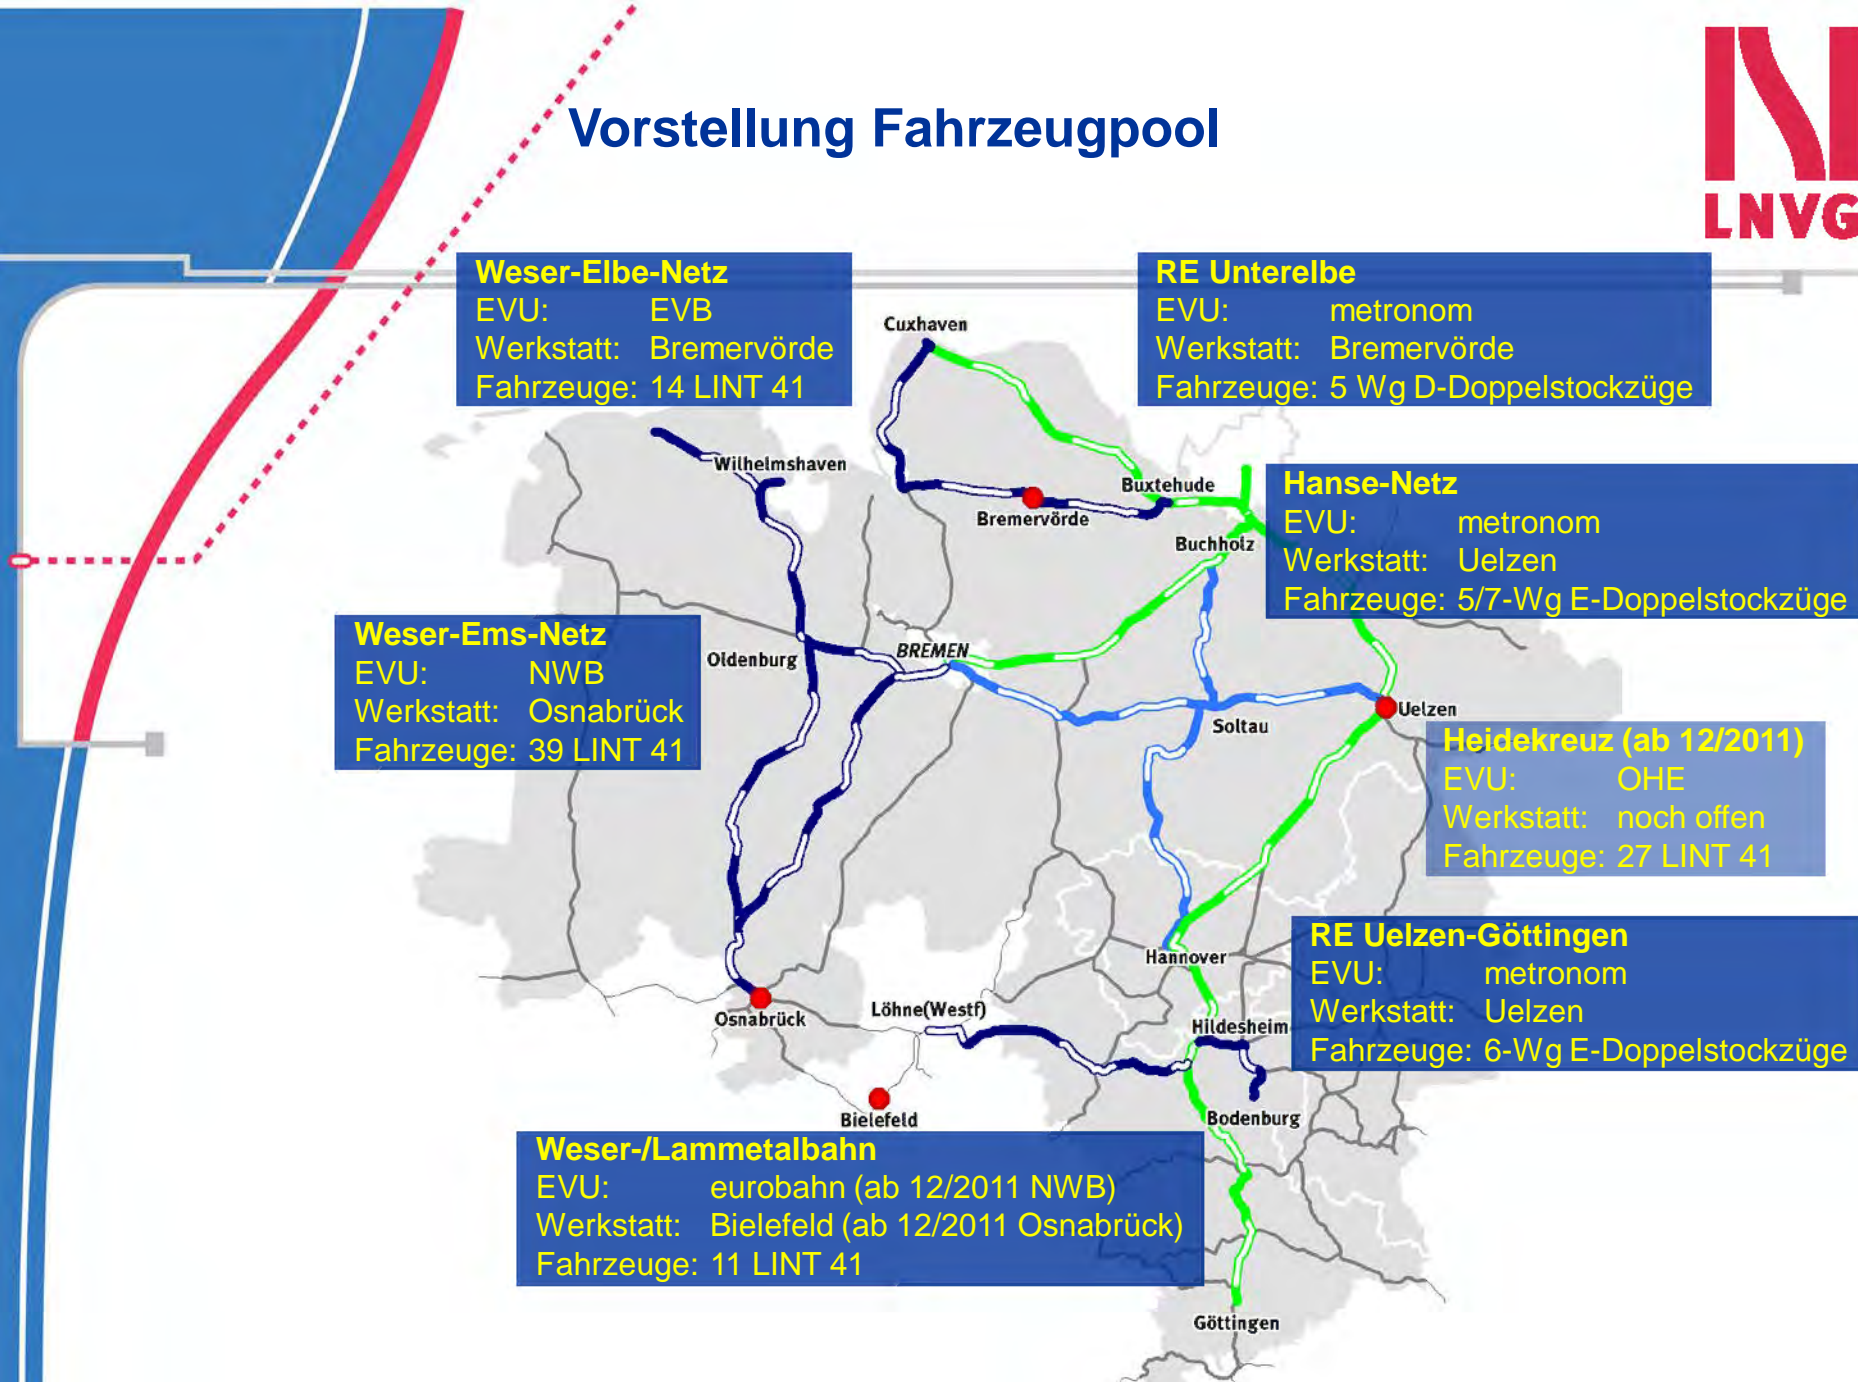 Vorstellung Fahrzeugpool
LNVG
Weser-Elbe-Netz
EVU: EVB
Werkstatt: Bremervörde
Fahrzeuge: 14 LINT 41
RE Unterelbe
EVU: metronom
Werkstatt: Bremervörde
Fahrzeuge: 5 Wg D-Doppelstockzüge
Cuxhaven
Wilhelmshaven
Buxtehude
Bremervörde
Buchholz
Hanse-Netz
EVU: metronom
Werkstatt: Uelzen
Fahrzeuge: 5/7-Wg E-Doppelstockzüge
Weser-Ems-Netz
EVU: NWB
Werkstatt: Osnabrück
Fahrzeuge: 39 LINT 41
Oldenburg
BREMEN
Soltau
Uelzen
Heidekreuz (ab 12/2011)
EVU: OHE
Werkstatt: noch offen
Fahrzeuge: 27 LINT 41
Hannover
RE Uelzen-Göttingen
EVU: metronom
Werkstatt: Uelzen
Fahrzeuge: 6-Wg E-Doppelstockzüge
Osnabrück
Löhne(Westf)
Hildesheim
Bielefeld
Bodenburg
Weser-/Lammetalbahn
EVU: eurobahn (ab 12/2011 NWB)
Werkstatt: Bielefeld (ab 12/2011 Osnabrück)
Fahrzeuge: 11 LINT 41
Göttingen